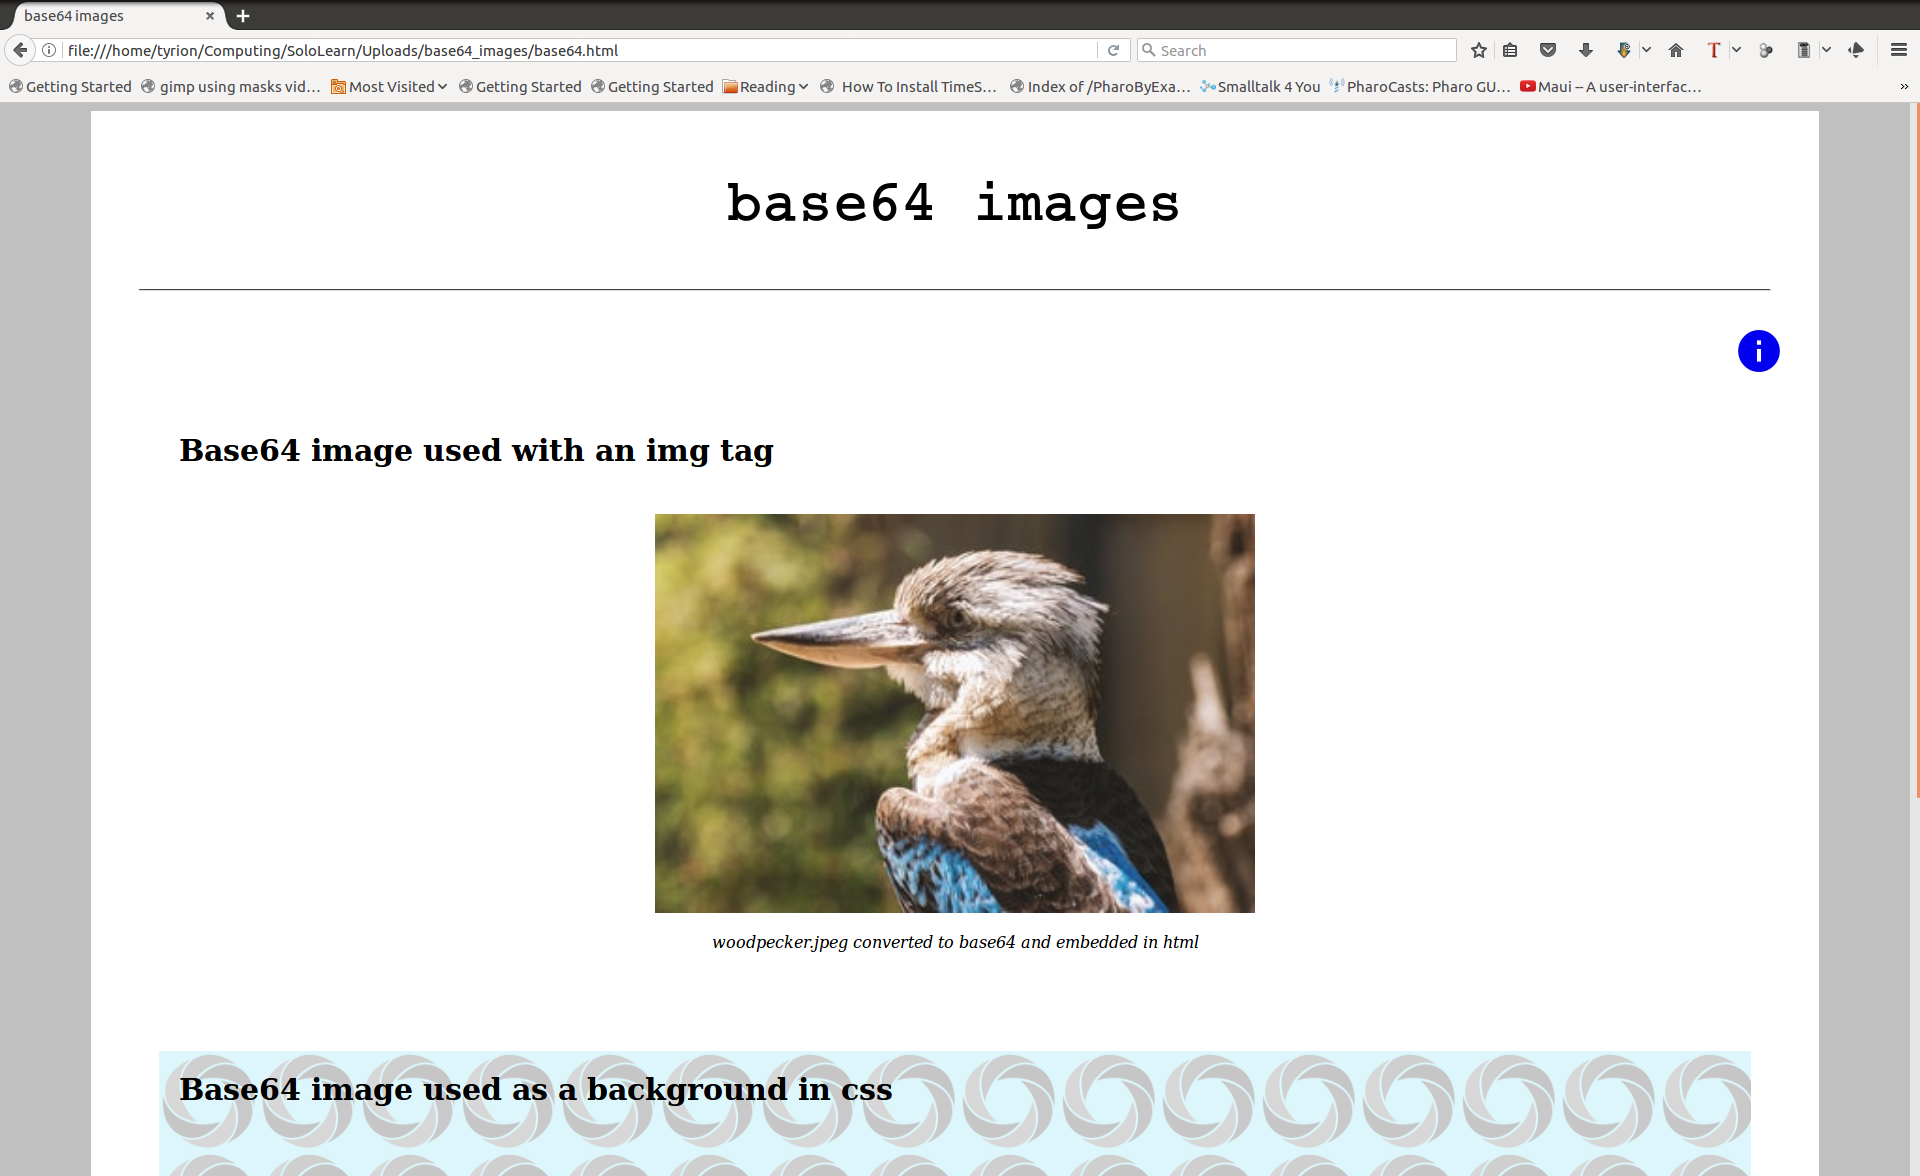 base64 images
file:///home/tyrion/Computing/SoloLearn/Uploads/base64_images/base64.html
Search
Getting Started gimp using masks vid... Most Visited Getting Started Getting Started Reading How To Install TimeS... Index of /PharoByExa... Smalltalk 4 You PharoCasts: Pharo GU... Maui -- A user-interfac... »
base64 images
Base64 image used with an img tag
woodpecker.jpeg converted to base64 and embedded in html
Base64 image used as a background in css